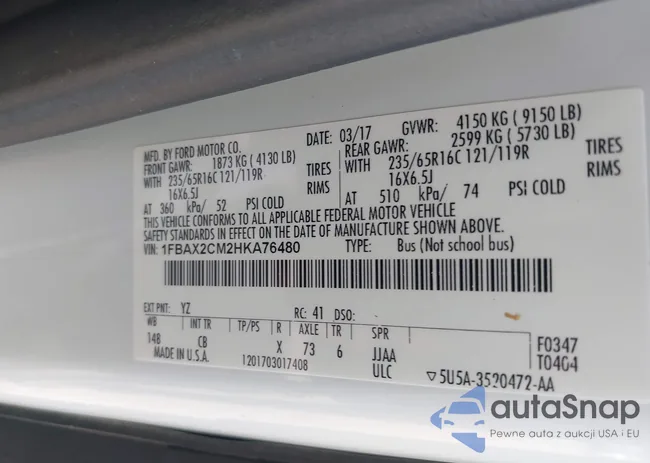 MFD. BY FORD MOTOR CO.
DATE: 03/17 GVWR: 4150 KG ( 9150 LB)
FRONT GAWR: 1873 KG ( 4130 LB) REAR GAWR: 2599 KG ( 5730 LB)
WITH 235/65R16C 121/119R TIRES 235/65R16C 121/119R TIRES
16X6.5J RIMS 16X6.5J RIMS
AT 360 kPa/ 52 PSI COLD AT 510 kPa/ 74 PSI COLD
THIS VEHICLE CONFORMS TO ALL APPLICABLE FEDERAL MOTOR VEHICLE
SAFETY STANDARDS IN EFFECT ON THE DATE OF MANUFACTURE SHOWN ABOVE.
VIN: 1FBAX2CM2HKA76480 TYPE: Bus (Not school bus)
EXT PNT: YZ RC: 41 DSO:
WB INT TR TP/PS R AXLE TR SPR
148 CB X 73 6 JJAA F0347
MADE IN U.S.A. 1201703017408 ULC T0404
▽5U5A-3520472-AA
autaSnap
Pewne auta z aukcji USA i EU